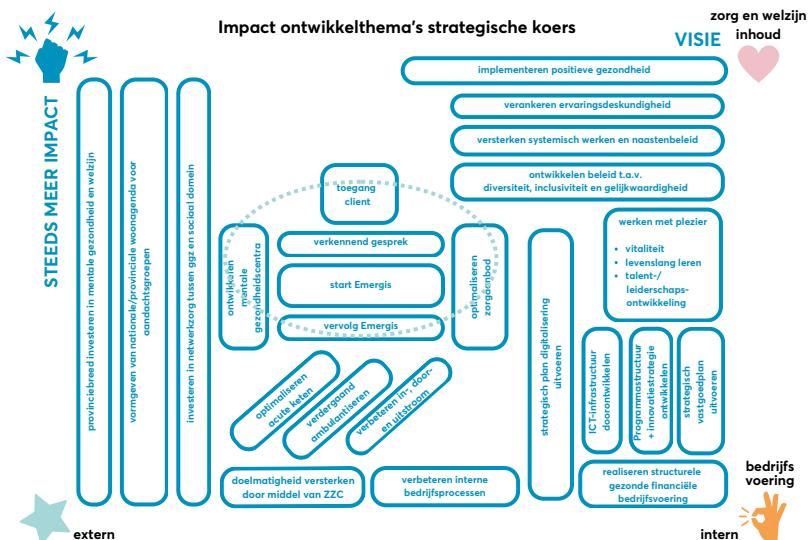 Impact ontwikkelthema's strategische koers
zorg en welzijn
inhoud
VISIE
STEEDS MEER IMPACT
implementeren positieve gezondheid
verankeren ervaringsdeskundigheid
versterken systemisch werken en naastenbeleid
ontwikkelen beleid t.a.v.
diversiteit, inclusiviteit en gelijkwaardigheid
provinciebreed investeren in mentale gezondheid en welzijn
vormgeven van nationale/provinciale woonagenda voor
aandachtsgroepen
investeren in netwerkzorg tussen ggz en sociaal domein
toegang
client
ontwikkelen
mentale
gezondheidscentra
verkennend gesprek
start Emergis
vervolg Emergis
optimaliseren
zorgaanbod
strategisch plan digitalisering
uitvoeren
werken met plezier
• vitaliteit
• levenslang leren
• talent-/
leiderschaps-
ontwikkeling
optimaliseren
acute keten
verdergaand
ambulantiseren
verbeteren in-, door-
en uitstroom
ICT-infrastructuur
doorontwikkelen
Programmastructuur
+ innovatiestrategie
ontwikkelen
strategisch
vastgoedplan
uitvoeren
doelmatigheid versterken
door middel van ZZC
verbeteren interne
bedrijfsprocessen
realiseren structurele
gezonde financiële
bedrijfsvoering
bedrijfs
voering
extern
intern